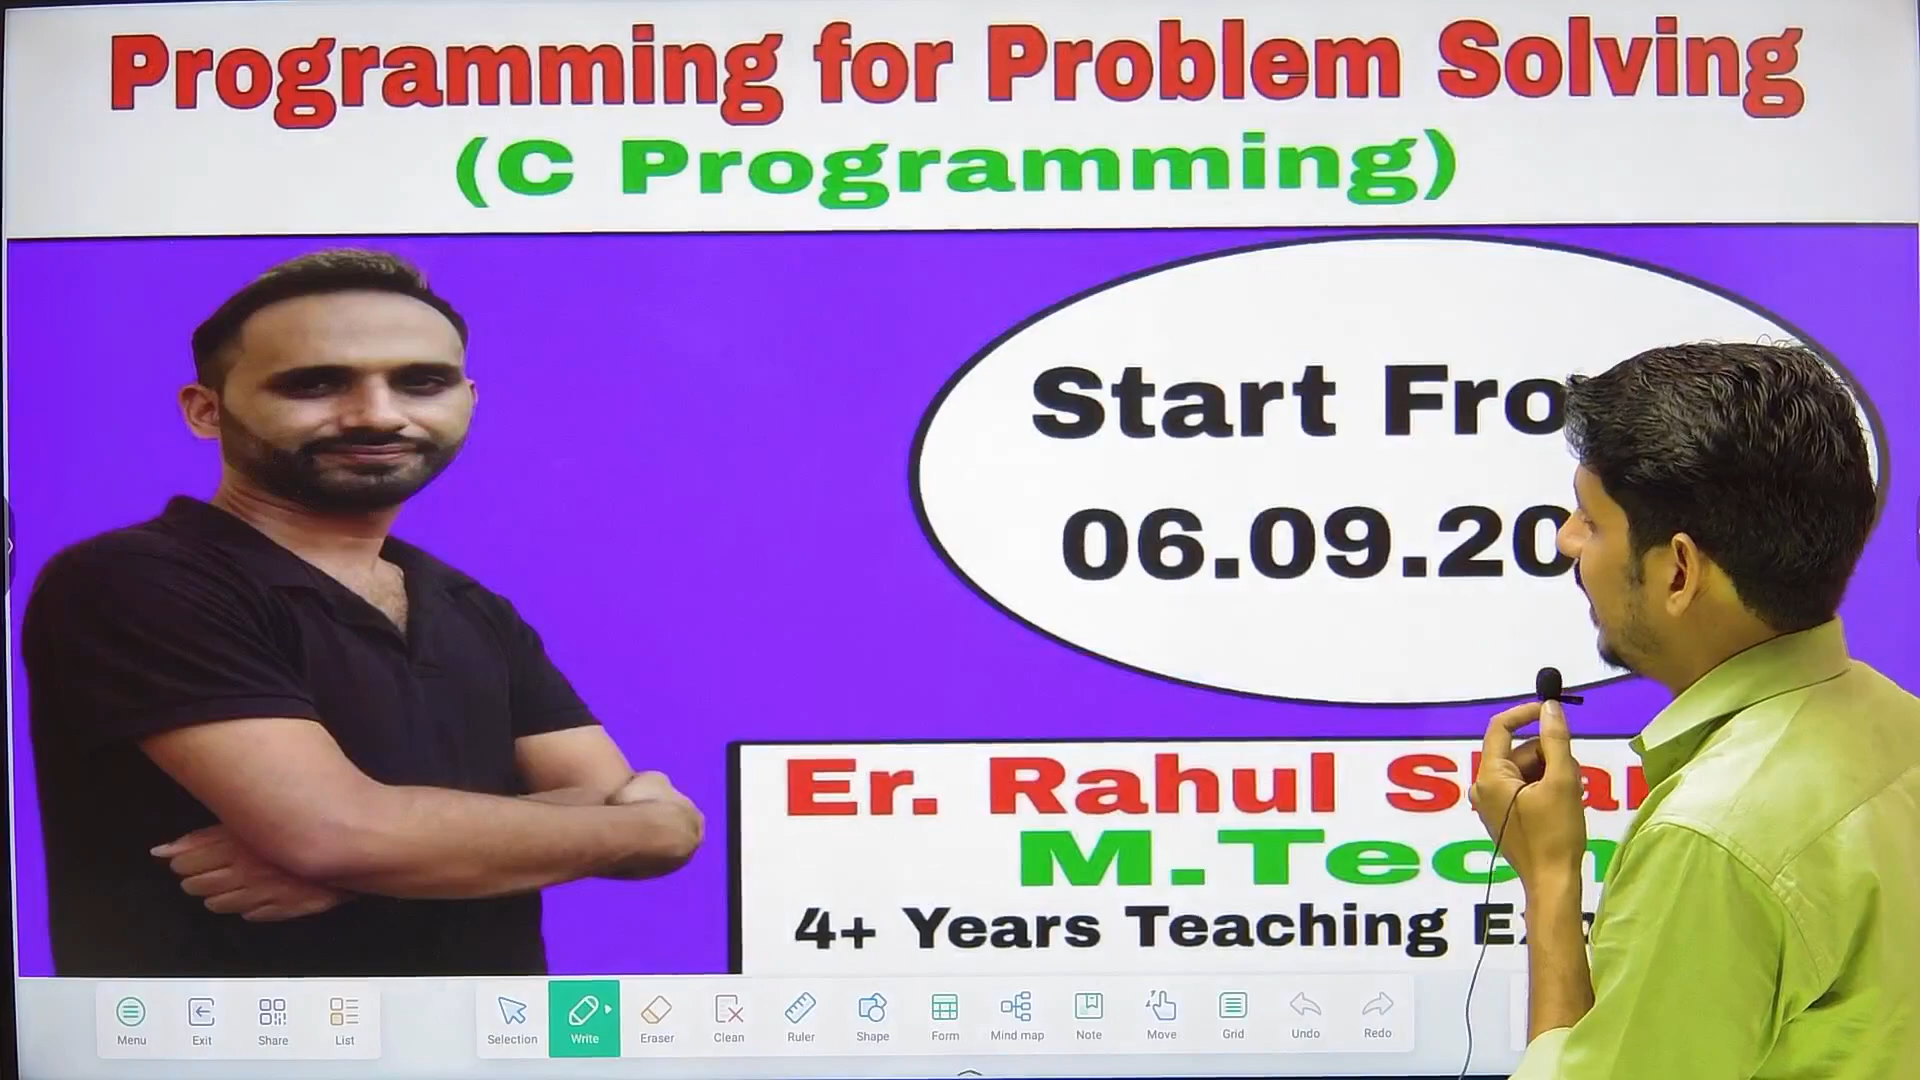 Programming for Problem Solving
(C Programming)
Start Fro
06.09.20
Er. Rahul
M.Tech
4+ Years Teaching
Menu Exit Share List Selection Write Eraser Clean Ruler Shape Form Mind map Note Move Grid Undo Redo